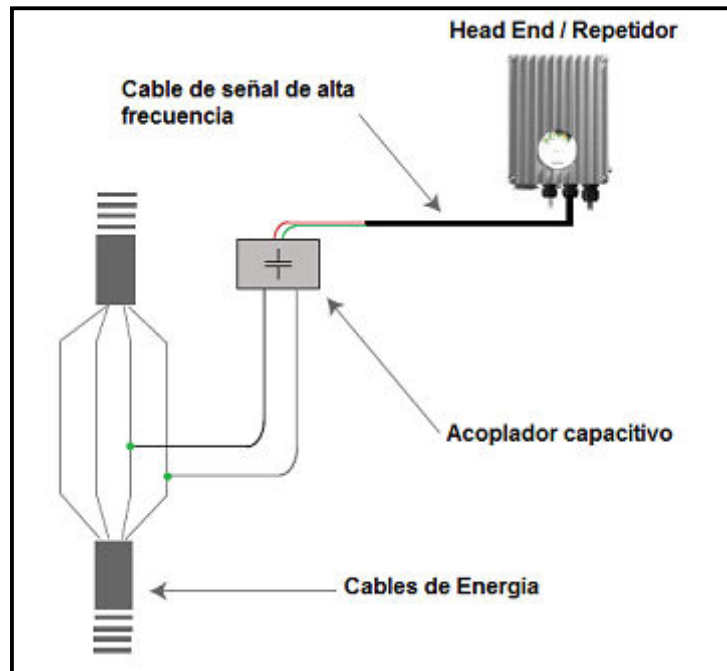 Head End / Repetidor
Cable de señal de alta
frecuencia
Acoplador capacitivo
Cables de Energia